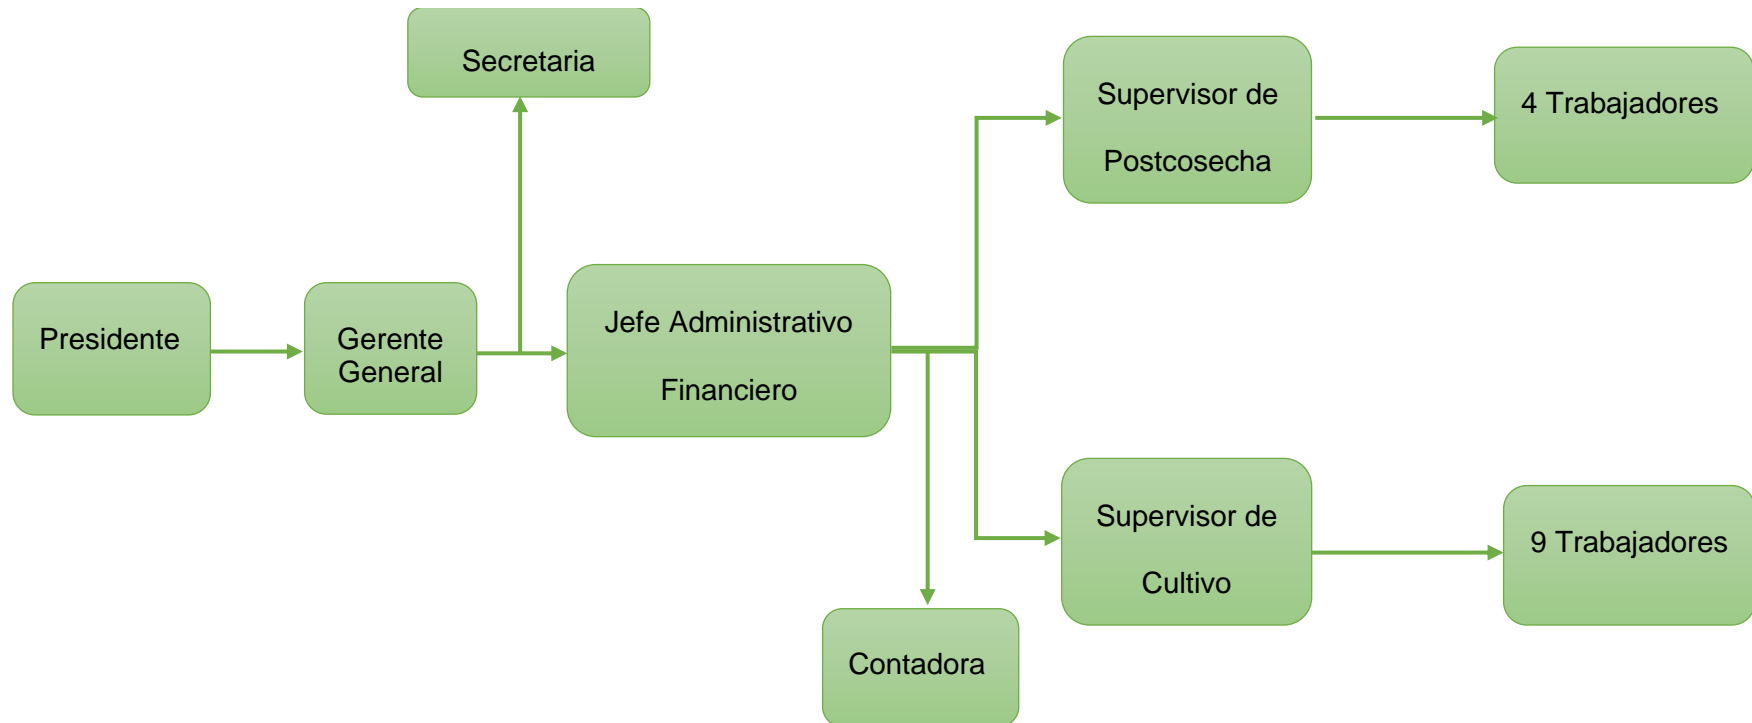 Secretaria
Supervisor de
Postcosecha
4 Trabajadores
Presidente
Gerente
General
Jefe Administrativo
Financiero
Supervisor de
Cultivo
9 Trabajadores
Contadora